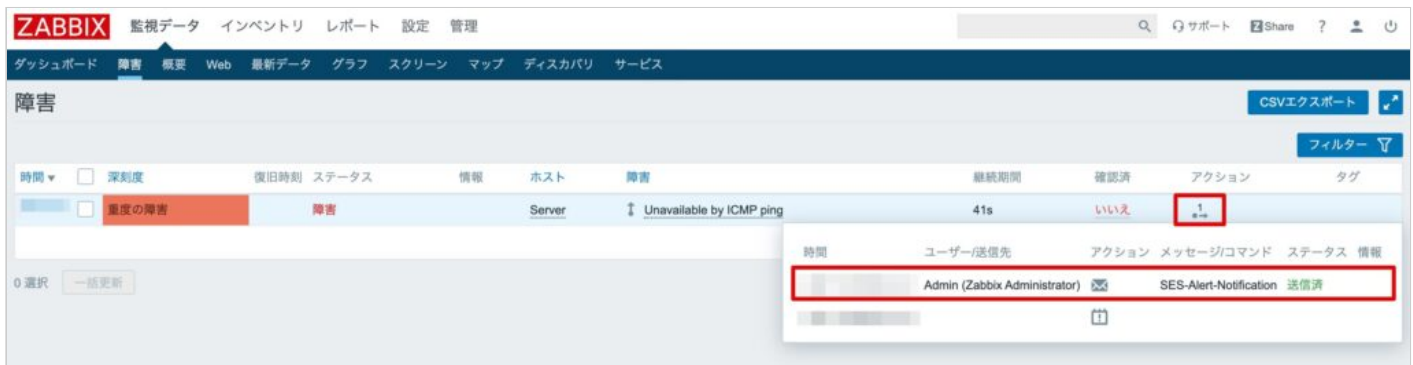 ZABBIX 監視データ インベントリ レポート 設定 管理 サポート Z Share ?
ダッシュボード 障害 概要 Web 最新データ グラフ スクリーン マップ ディスカバリ サービス
障害 CSVエクスポート
フィルター
時間 深刻度 復旧時刻 ステータス 情報 ホスト 障害 継続期間 確認済 アクション タグ
重度の障害 障害 Server Unavailable by ICMP ping 41s いいえ 1
時間 ユーザー/送信先 アクション メッセージ/コマンド ステータス 情報
0 選択 一括更新 Admin (Zabbix Administrator) SES-Alert-Notification 送信済